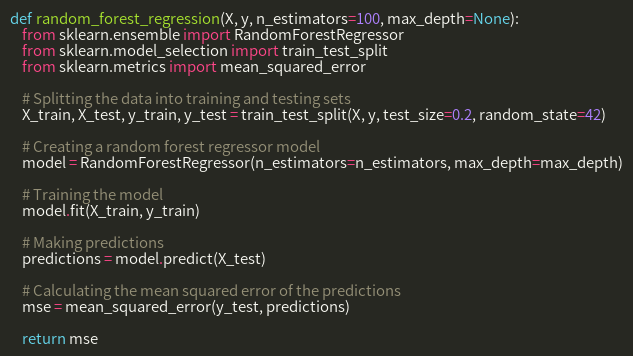 def random_forest_regression(X, y, n_estimators=100, max_depth=None):
from sklearn.ensemble import RandomForestRegressor
from sklearn.model_selection import train_test_split
from sklearn.metrics import mean_squared_error
# Splitting the data into training and testing sets
X_train, X_test, y_train, y_test = train_test_split(X, y, test_size=0.2, random_state=42)
# Creating a random forest regressor model
model = RandomForestRegressor(n_estimators=n_estimators, max_depth=max_depth)
# Training the model
model.fit(X_train, y_train)
# Making predictions
predictions = model.predict(X_test)
# Calculating the mean squared error of the predictions
mse = mean_squared_error(y_test, predictions)
return mse